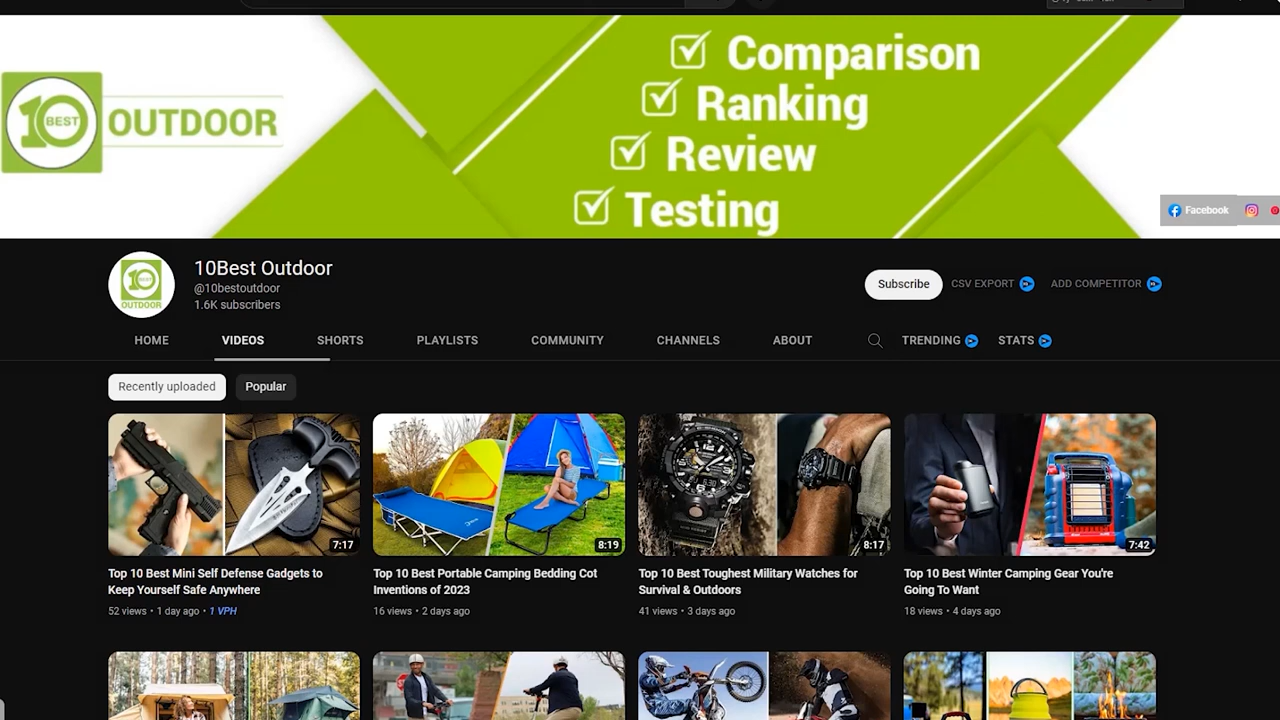 Comparison
Ranking
Review
Testing
10 BEST OUTDOOR
Facebook
10 BEST
OUTDOOR
10Best Outdoor
@10bestoutdoor
1.6K subscribers
Subscribe
CSV EXPORT
ADD COMPETITOR
HOME VIDEOS SHORTS PLAYLISTS COMMUNITY CHANNELS ABOUT TRENDING STATS
Recently uploaded Popular
7:17 8:19 8:17 7:42
Top 10 Best Mini Self Defense Gadgets to
Keep Yourself Safe Anywhere
52 views • 1 day ago • 1 VPH
Top 10 Best Portable Camping Bedding Cot
Inventions of 2023
16 views • 2 days ago
Top 10 Best Toughest Military Watches for
Survival & Outdoors
41 views • 3 days ago
Top 10 Best Winter Camping Gear You're
Going To Want
18 views • 4 days ago